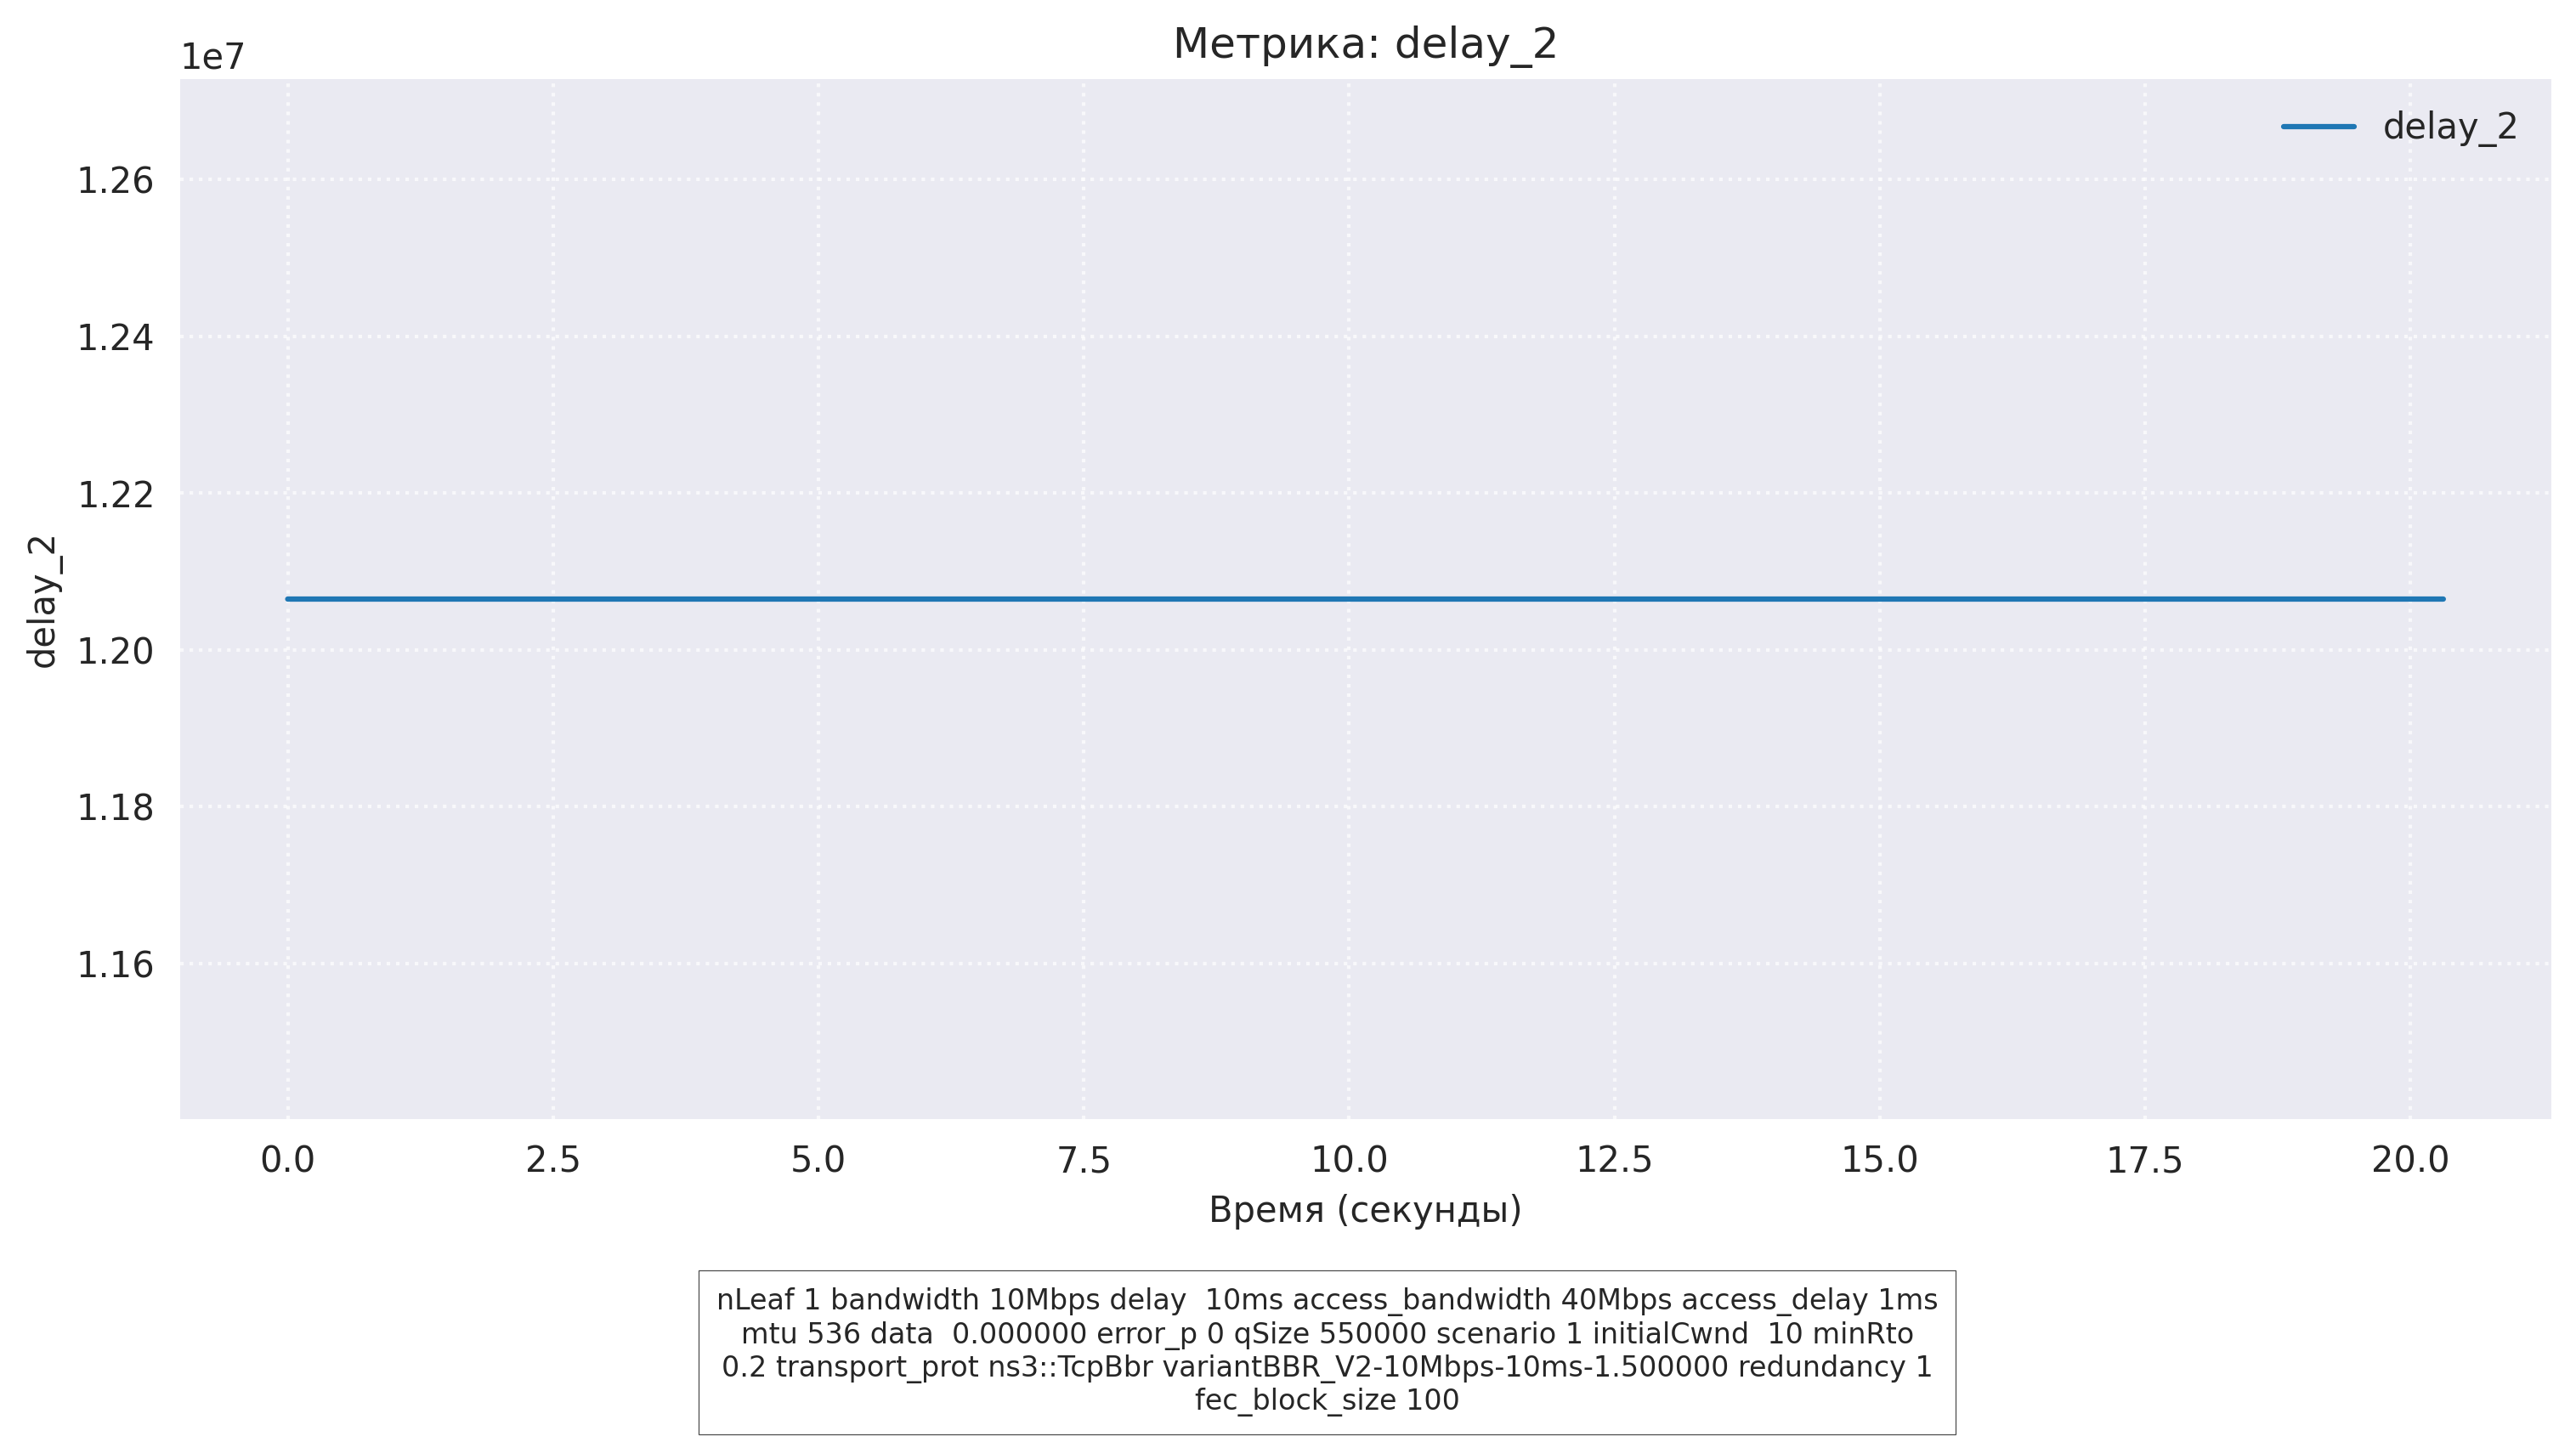 Метрика: delay_2
1e7
delay_2
1.26
1.24
1.22
1.20
1.18
1.16
delay_2
0.0 2.5 5.0 7.5 10.0 12.5 15.0 17.5 20.0
Время (секунды)
nLeaf 1 bandwidth 10Mbps delay  10ms access_bandwidth 40Mbps access_delay 1ms
mtu 536 data  0.000000 error_p 0 qSize 550000 scenario 1 initialCwnd  10 minRto
0.2 transport_prot ns3::TcpBbr variantBBR_V2-10Mbps-10ms-1.500000 redundancy 1
fec_block_size 100